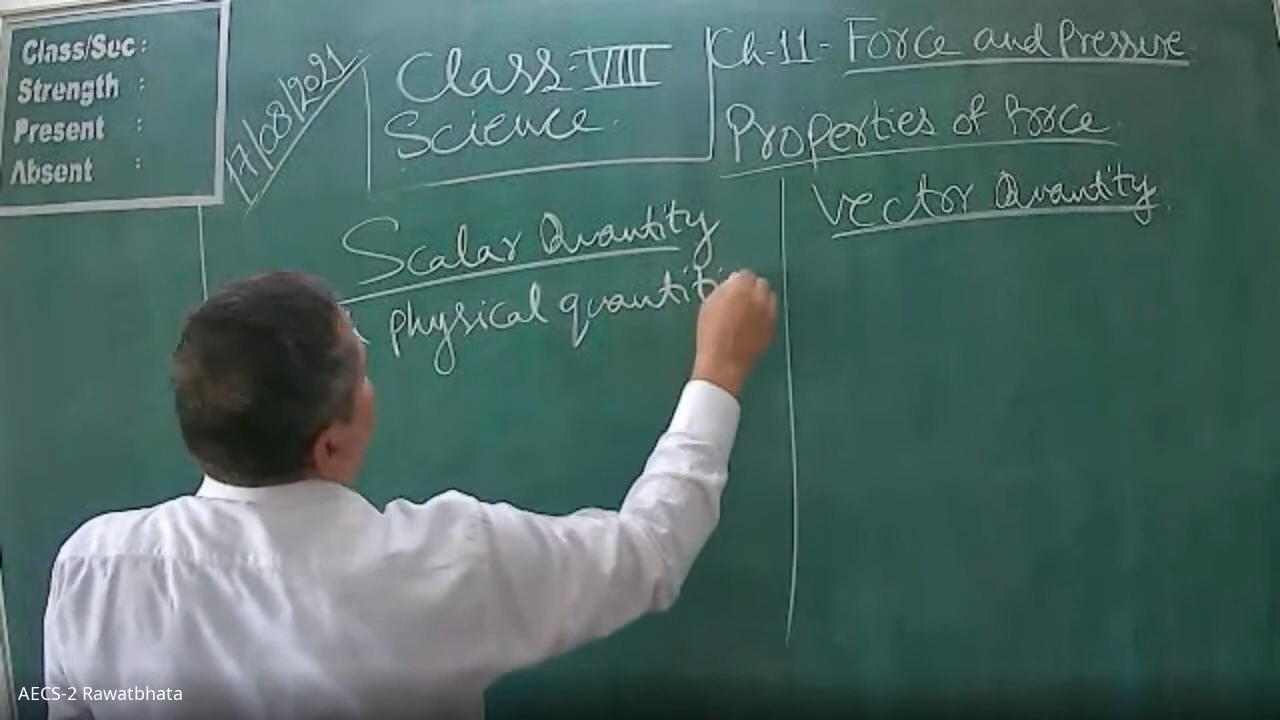 Class/Sec :
Strength :
Present :
Absent :
17/08/2021
Class-VIII
Science
Ch-11- Force and Pressure
Properties of Force
Scalar Quantity
physical
Vector Quantity
AECS-2 Rawatbhata